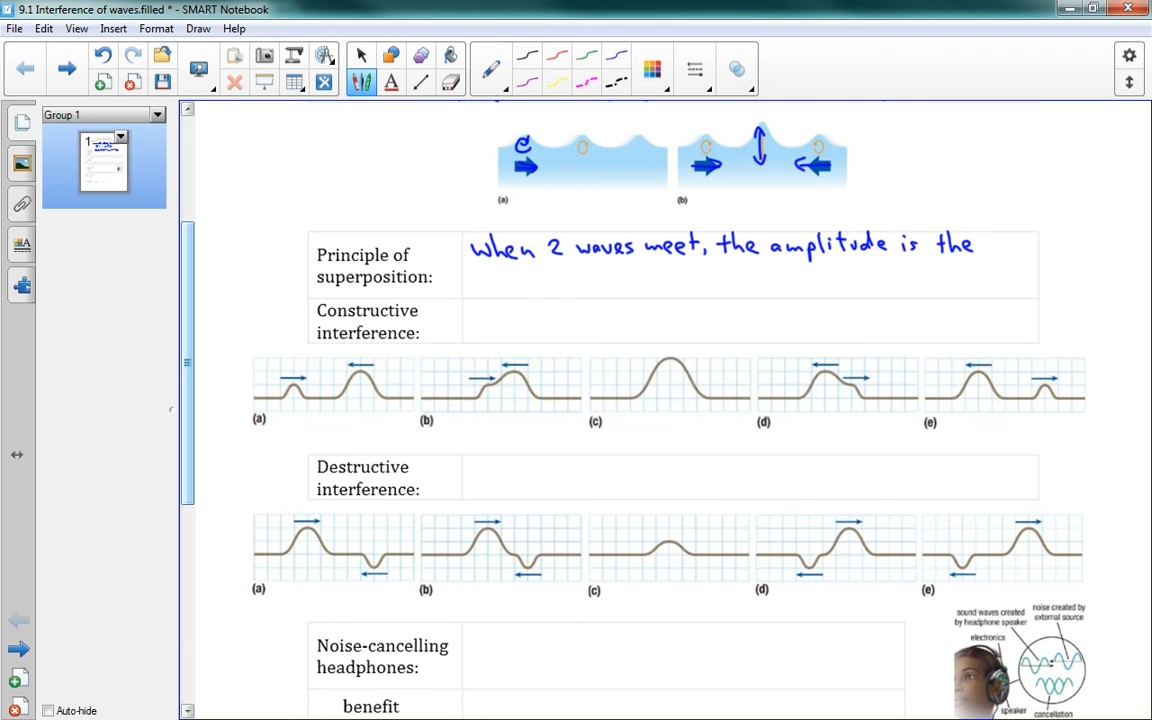 9.1 Interference of waves.filled * - SMART Notebook
File Edit View Insert Format Draw Help
Group 1
1
(a) (b)
Principle of superposition:
When 2 waves meet, the amplitude is the
Constructive interference:
(a) (b) (c) (d) (e)
Destructive interference:
(a) (b) (c) (d) (e)
sound waves created by headphone speaker
noise created by external source
electronics
Noise-cancelling headphones:
speaker
cancellation
benefit
Auto-hide